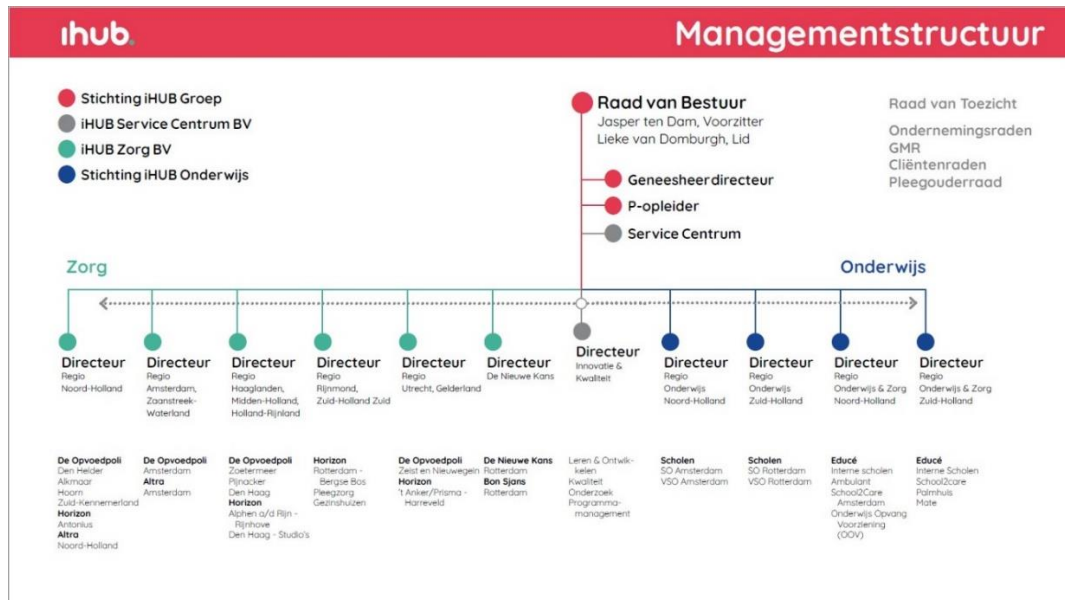 ıhub.
Managementstructuur
Stichting iHUB Groep
iHUB Service Centrum BV
iHUB Zorg BV
Stichting iHUB Onderwijs
Raad van Bestuur
Jasper ten Dam, Voorzitter
Lieke van Domburgh, Lid
Geneesheerdirecteur
P-opleider
Service Centrum
Raad van Toezicht
Ondernemingsraden
GMR
Cliëntenraden
Pleegouderraad
Zorg
Onderwijs
Directeur
Regio
Noord-Holland
Directeur
Regio
Amsterdam,
Zaanstreek-
Waterland
Directeur
Regio
Haaglanden,
Midden-Holland,
Holland-Rijnland
Directeur
Regio
Rijnmond,
Zuid-Holland Zuid
Directeur
Regio
Utrecht, Gelderland
Directeur
De Nieuwe Kans
Directeur
Innovatie &
Kwaliteit
Directeur
Regio
Onderwijs
Noord-Holland
Directeur
Regio
Onderwijs
Zuid-Holland
Directeur
Regio
Onderwijs & Zorg
Noord-Holland
Directeur
Regio
Onderwijs & Zorg
Zuid-Holland
De Opvoedpoli
Den Helder
Alkmaar
Hoorn
Zuid-Kennemerland
Horizon
Antonius
Altra
Noord-Holland
De Opvoedpoli
Amsterdam
Altra
Amsterdam
De Opvoedpoli
Zoetermeer
Pijnacker
Den Haag
Horizon
Alphen a/d Rijn -
Rijnhove
Den Haag - Studio's
Horizon
Rotterdam -
Bergse Bos
Pleegzorg
Gezinshuizen
De Opvoedpoli
Zeist en Nieuwegein
Horizon
't Anker/Prisma -
Harreveld
De Nieuwe Kans
Rotterdam
Bon Sjans
Rotterdam
Leren & Ontwik-
kelen
Kwaliteit
Onderzoek
Programma-
management
Scholen
SO Amsterdam
VSO Amsterdam
Scholen
SO Rotterdam
VSO Rotterdam
Educé
Interne scholen
Ambulant
School2Care
Amsterdam
Onderwijs Opvang
Voorziening
(OOV)
Educé
Interne Scholen
School2care
Palmhuis
Mate